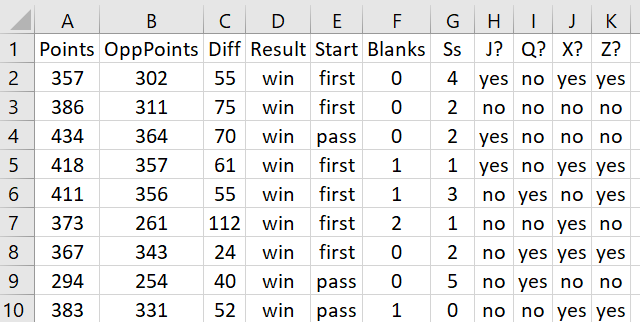 A B C D E F G H I J K
1 Points OppPoints Diff Result Start Blanks Ss J? Q? X? Z?
2 357 302 55 win first 0 4 yes no yes yes
3 386 311 75 win first 0 2 no no no no
4 434 364 70 win pass 0 2 yes no no no
5 418 357 61 win first 1 1 yes no yes yes
6 411 356 55 win first 1 3 no yes no yes
7 373 261 112 win first 2 1 no no yes no
8 367 343 24 win first 0 2 no yes yes yes
9 294 254 40 win pass 0 5 no yes no no
10 383 331 52 win pass 1 0 no no yes yes